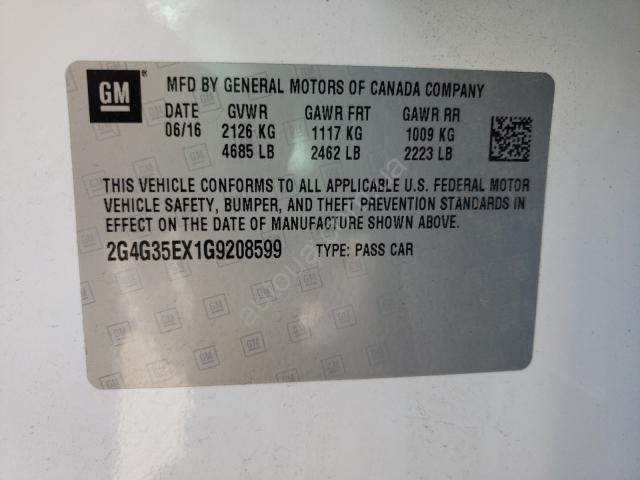 GM
MFD BY GENERAL MOTORS OF CANADA COMPANY
DATE GVWR GAWR FRT GAWR RR
06/16 2126 KG 1117 KG 1009 KG
4685 LB 2462 LB 2223 LB
THIS VEHICLE CONFORMS TO ALL APPLICABLE U.S. FEDERAL MOTOR
VEHICLE SAFETY, BUMPER, AND THEFT PREVENTION STANDARDS IN
EFFECT ON THE DATE OF MANUFACTURE SHOWN ABOVE.
2G4G35EX1G9208599 TYPE: PASS CAR